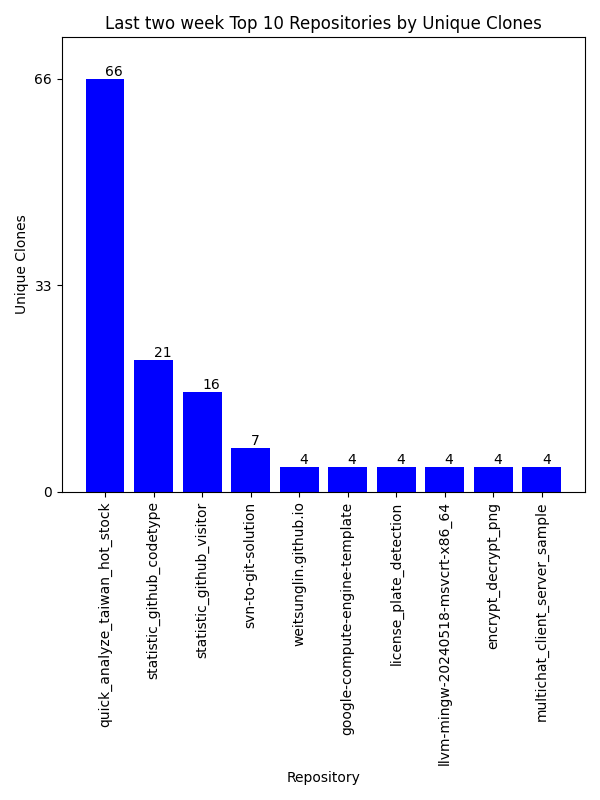 Last two week Top 10 Repositories by Unique Clones
Unique Clones
66
33
0
66
21
16
7
4
4
4
4
4
4
quick_analyze_taiwan_hot_stock
statistic_github_codetype
statistic_github_visitor
svn-to-git-solution
weitsunglin.github.io
google-compute-engine-template
license_plate_detection
llvm-mingw-20240518-msvcrt-x86_64
encrypt_decrypt_png
multichat_client_server_sample
Repository